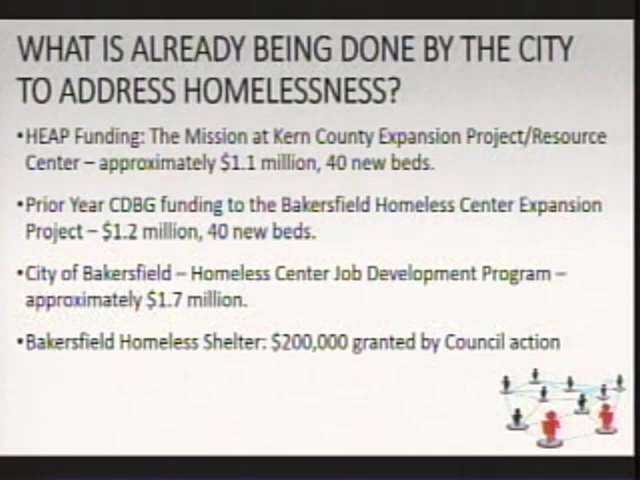 WHAT IS ALREADY BEING DONE BY THE CITY
TO ADDRESS HOMELESSNESS?
•HEAP Funding: The Mission at Kern County Expansion Project/Resource
Center – approximately $1.1 million, 40 new beds.
•Prior Year CDBG funding to the Bakersfield Homeless Center Expansion
Project – $1.2 million, 40 new beds.
•City of Bakersfield – Homeless Center Job Development Program –
approximately $1.7 million.
•Bakersfield Homeless Shelter: $200,000 granted by Council action